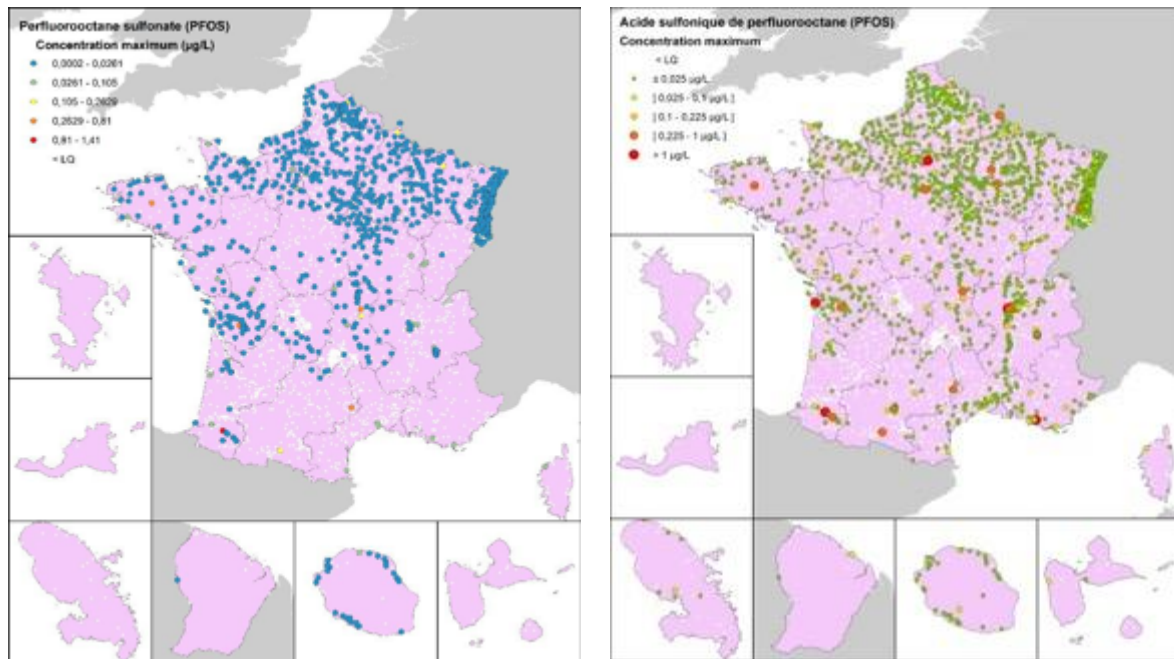 Perfluorooctane sulfonate (PFOS)
Concentration maximum (µg/L)
0,0002 - 0,0261
0,0261 - 0,105
0,105 - 0,2629
0,2629 - 0,81
0,81 - 1,41
< LQ
Acide sulfonique de perfluorooctane (PFOS)
Concentration maximum
< LQ
≤ 0,025 µg/L
] 0,025 - 0,1 µg/L ]
] 0,1 - 0,225 µg/L ]
] 0,225 - 1 µg/L ]
> 1 µg/L